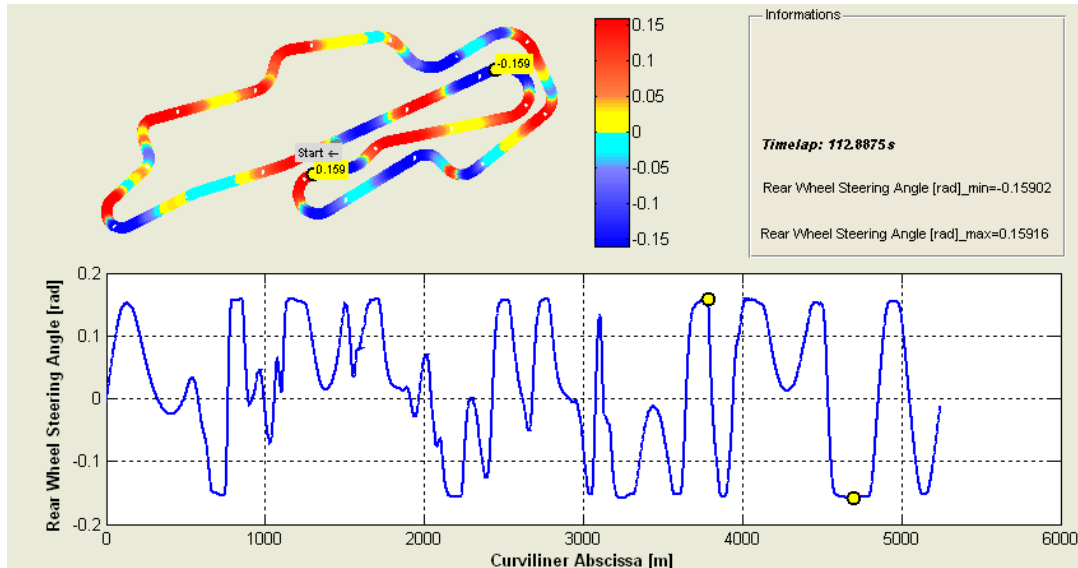 -0.159
Start ←
0.159
0.15
0.1
0.05
0
-0.05
-0.1
-0.15
Informations
Timelap: 112.8875 s
Rear Wheel Steering Angle [rad]_min=-0.15902
Rear Wheel Steering Angle [rad]_max=0.15916
Rear Wheel Steering Angle [rad]
0.2
0.1
0
-0.1
-0.2
0 1000 2000 3000 4000 5000 6000
Curviliner Abscissa [m]